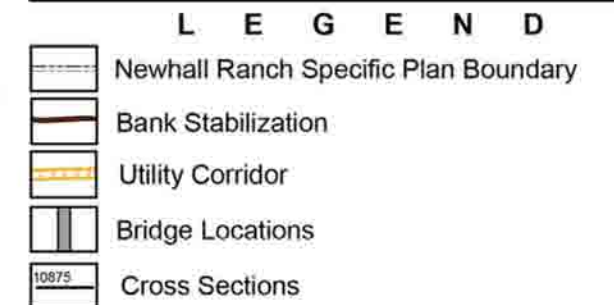 L E G E N D
Newhall Ranch Specific Plan Boundary
Bank Stabilization
Utility Corridor
Bridge Locations
10875 Cross Sections